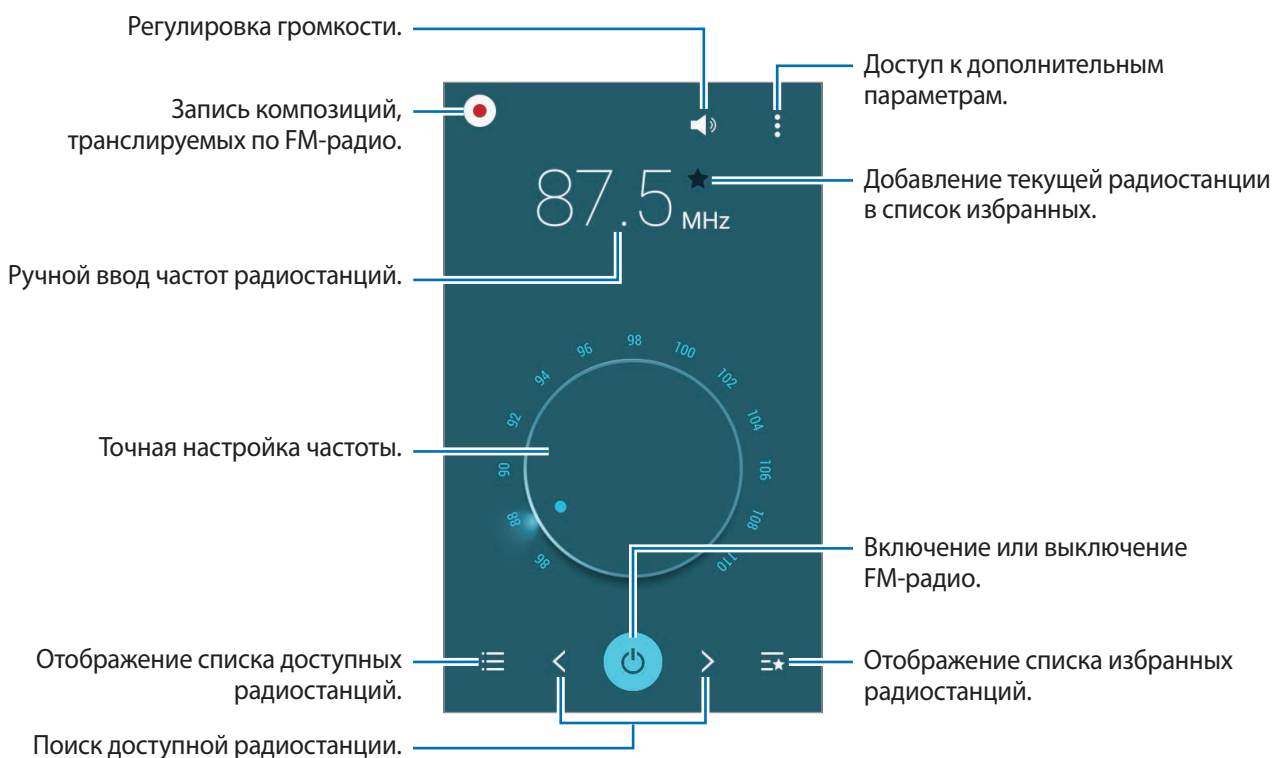 Регулировка громкости.
Доступ к дополнительным
параметрам.
Запись композиций,
транслируемых по FM-радио.
87.5 MHz
Добавление текущей радиостанции
в список избранных.
Ручной ввод частот радиостанций.
86
88
90
92
94
96
98
100
102
104
106
108
110
Точная настройка частоты.
Включение или выключение
FM-радио.
Отображение списка доступных
радиостанций.
Отображение списка избранных
радиостанций.
Поиск доступной радиостанции.